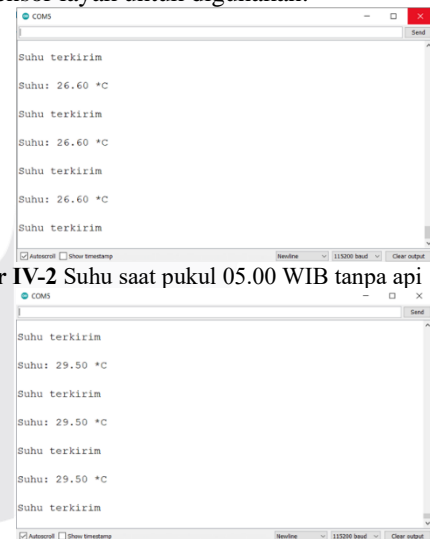 ensor layak untuk digunakan.
COM5
Send
Suhu terkirim
Suhu: 26.60 *C
Suhu terkirim
Suhu: 26.60 *C
Suhu terkirim
Suhu: 26.60 *C
Suhu terkirim
Autoscroll Show timestamp Newline 115200 baud Clear output
r IV-2 Suhu saat pukul 05.00 WIB tanpa api
COM5
Send
Suhu terkirim
Suhu: 29.50 *C
Suhu terkirim
Suhu: 29.50 *C
Suhu terkirim
Suhu: 29.50 *C
Suhu terkirim
Autoscroll Show timestamp Newline 115200 baud Clear output